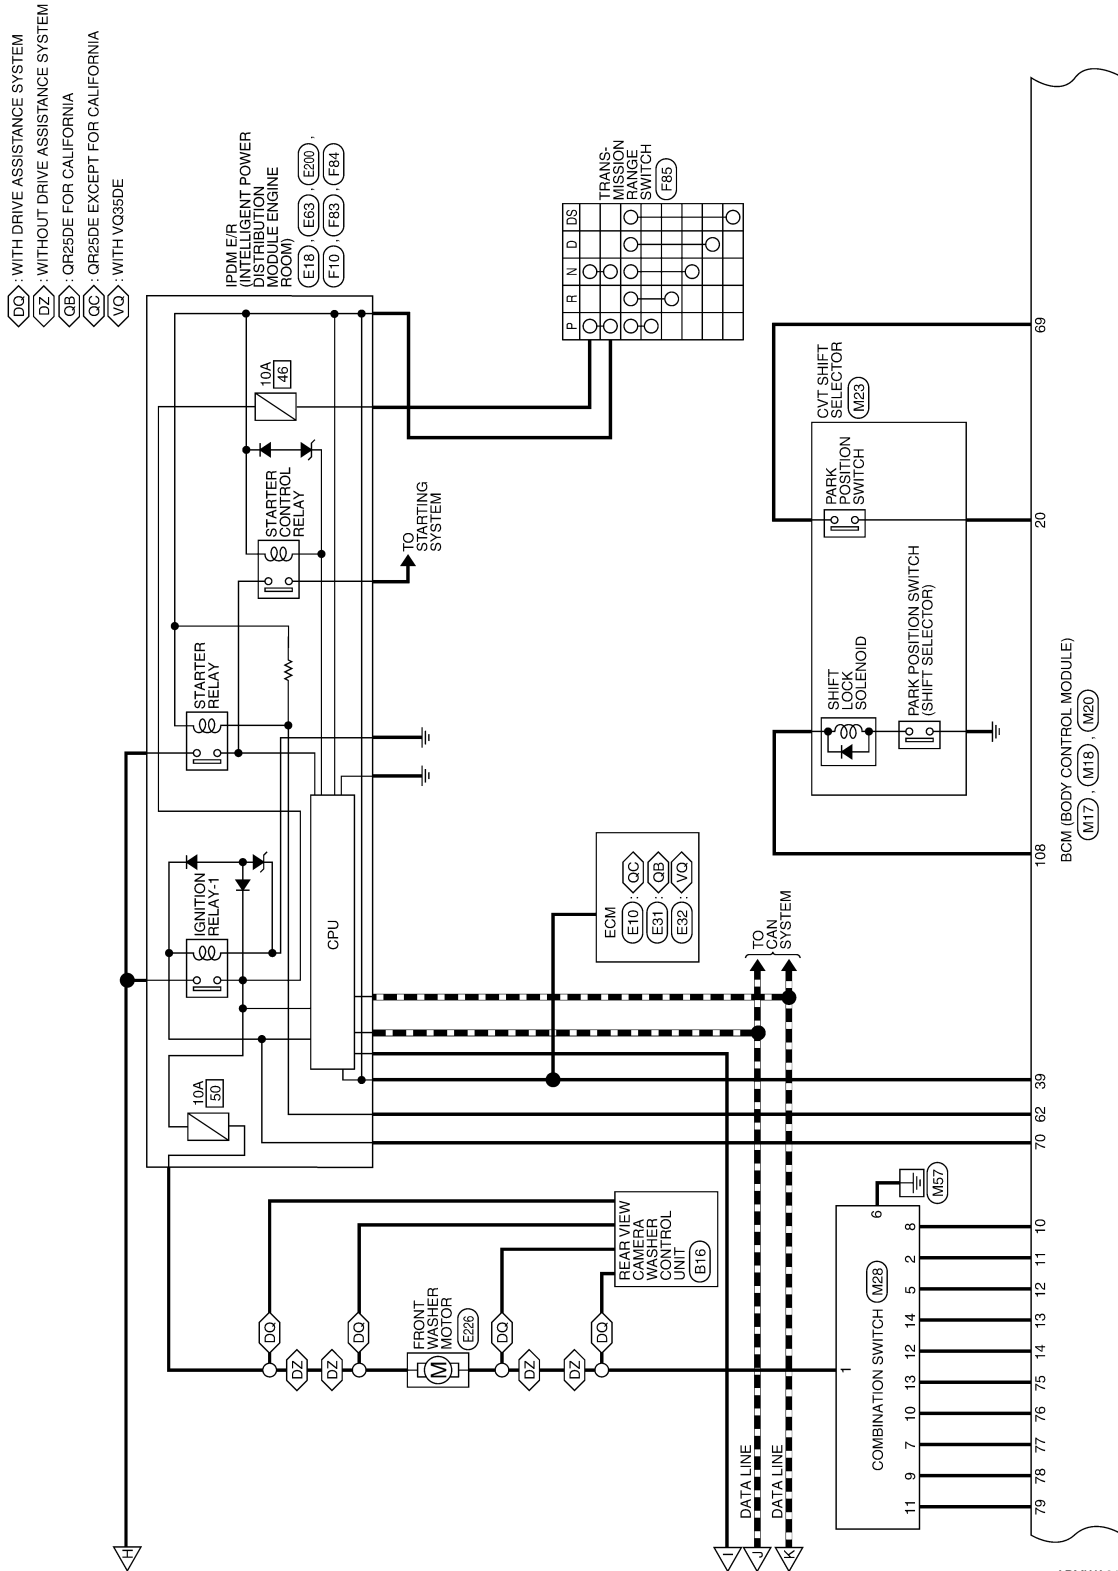 DQ : WITH DRIVE ASSISTANCE SYSTEM
DZ : WITHOUT DRIVE ASSISTANCE SYSTEM
QB : QR25DE FOR CALIFORNIA
QC : QR25DE EXCEPT FOR CALIFORNIA
VQ : WITH VQ35DE
IPDM E/R
(INTELLIGENT POWER
DISTRIBUTION
MODULE ENGINE
ROOM)
E18 , E63 , E200 ,
F10 , F83 , F84
10A
50
IGNITION
RELAY-1
STARTER
RELAY
STARTER
CONTROL
RELAY
10A
46
CPU
TO
STARTING
SYSTEM
TRANS-
MISSION
RANGE
SWITCH
F85
P R N D DS
DQ
DZ
DZ
DQ
FRONT
WASHER
MOTOR
E226
M
DQ
DZ
DZ
DQ
REAR VIEW
CAMERA
WASHER
CONTROL
UNIT
B16
ECM
E10 : QC
E31 : QB
E32 : VQ
TO
CAN
SYSTEM
DATA LINE
DATA LINE
H
I
J
K
CVT SHIFT
SELECTOR
M23
SHIFT
LOCK
SOLENOID
PARK POSITION SWITCH
(SHIFT SELECTOR)
PARK
POSITION
SWITCH
1
6
M57
COMBINATION SWITCH M28
11 9 7 10 13 12 14 5 2 8
79 78 77 76 75 14 13 12 11 10 70 62 39 108 20 69
BCM (BODY CONTROL MODULE)
M17 , M18 , M20